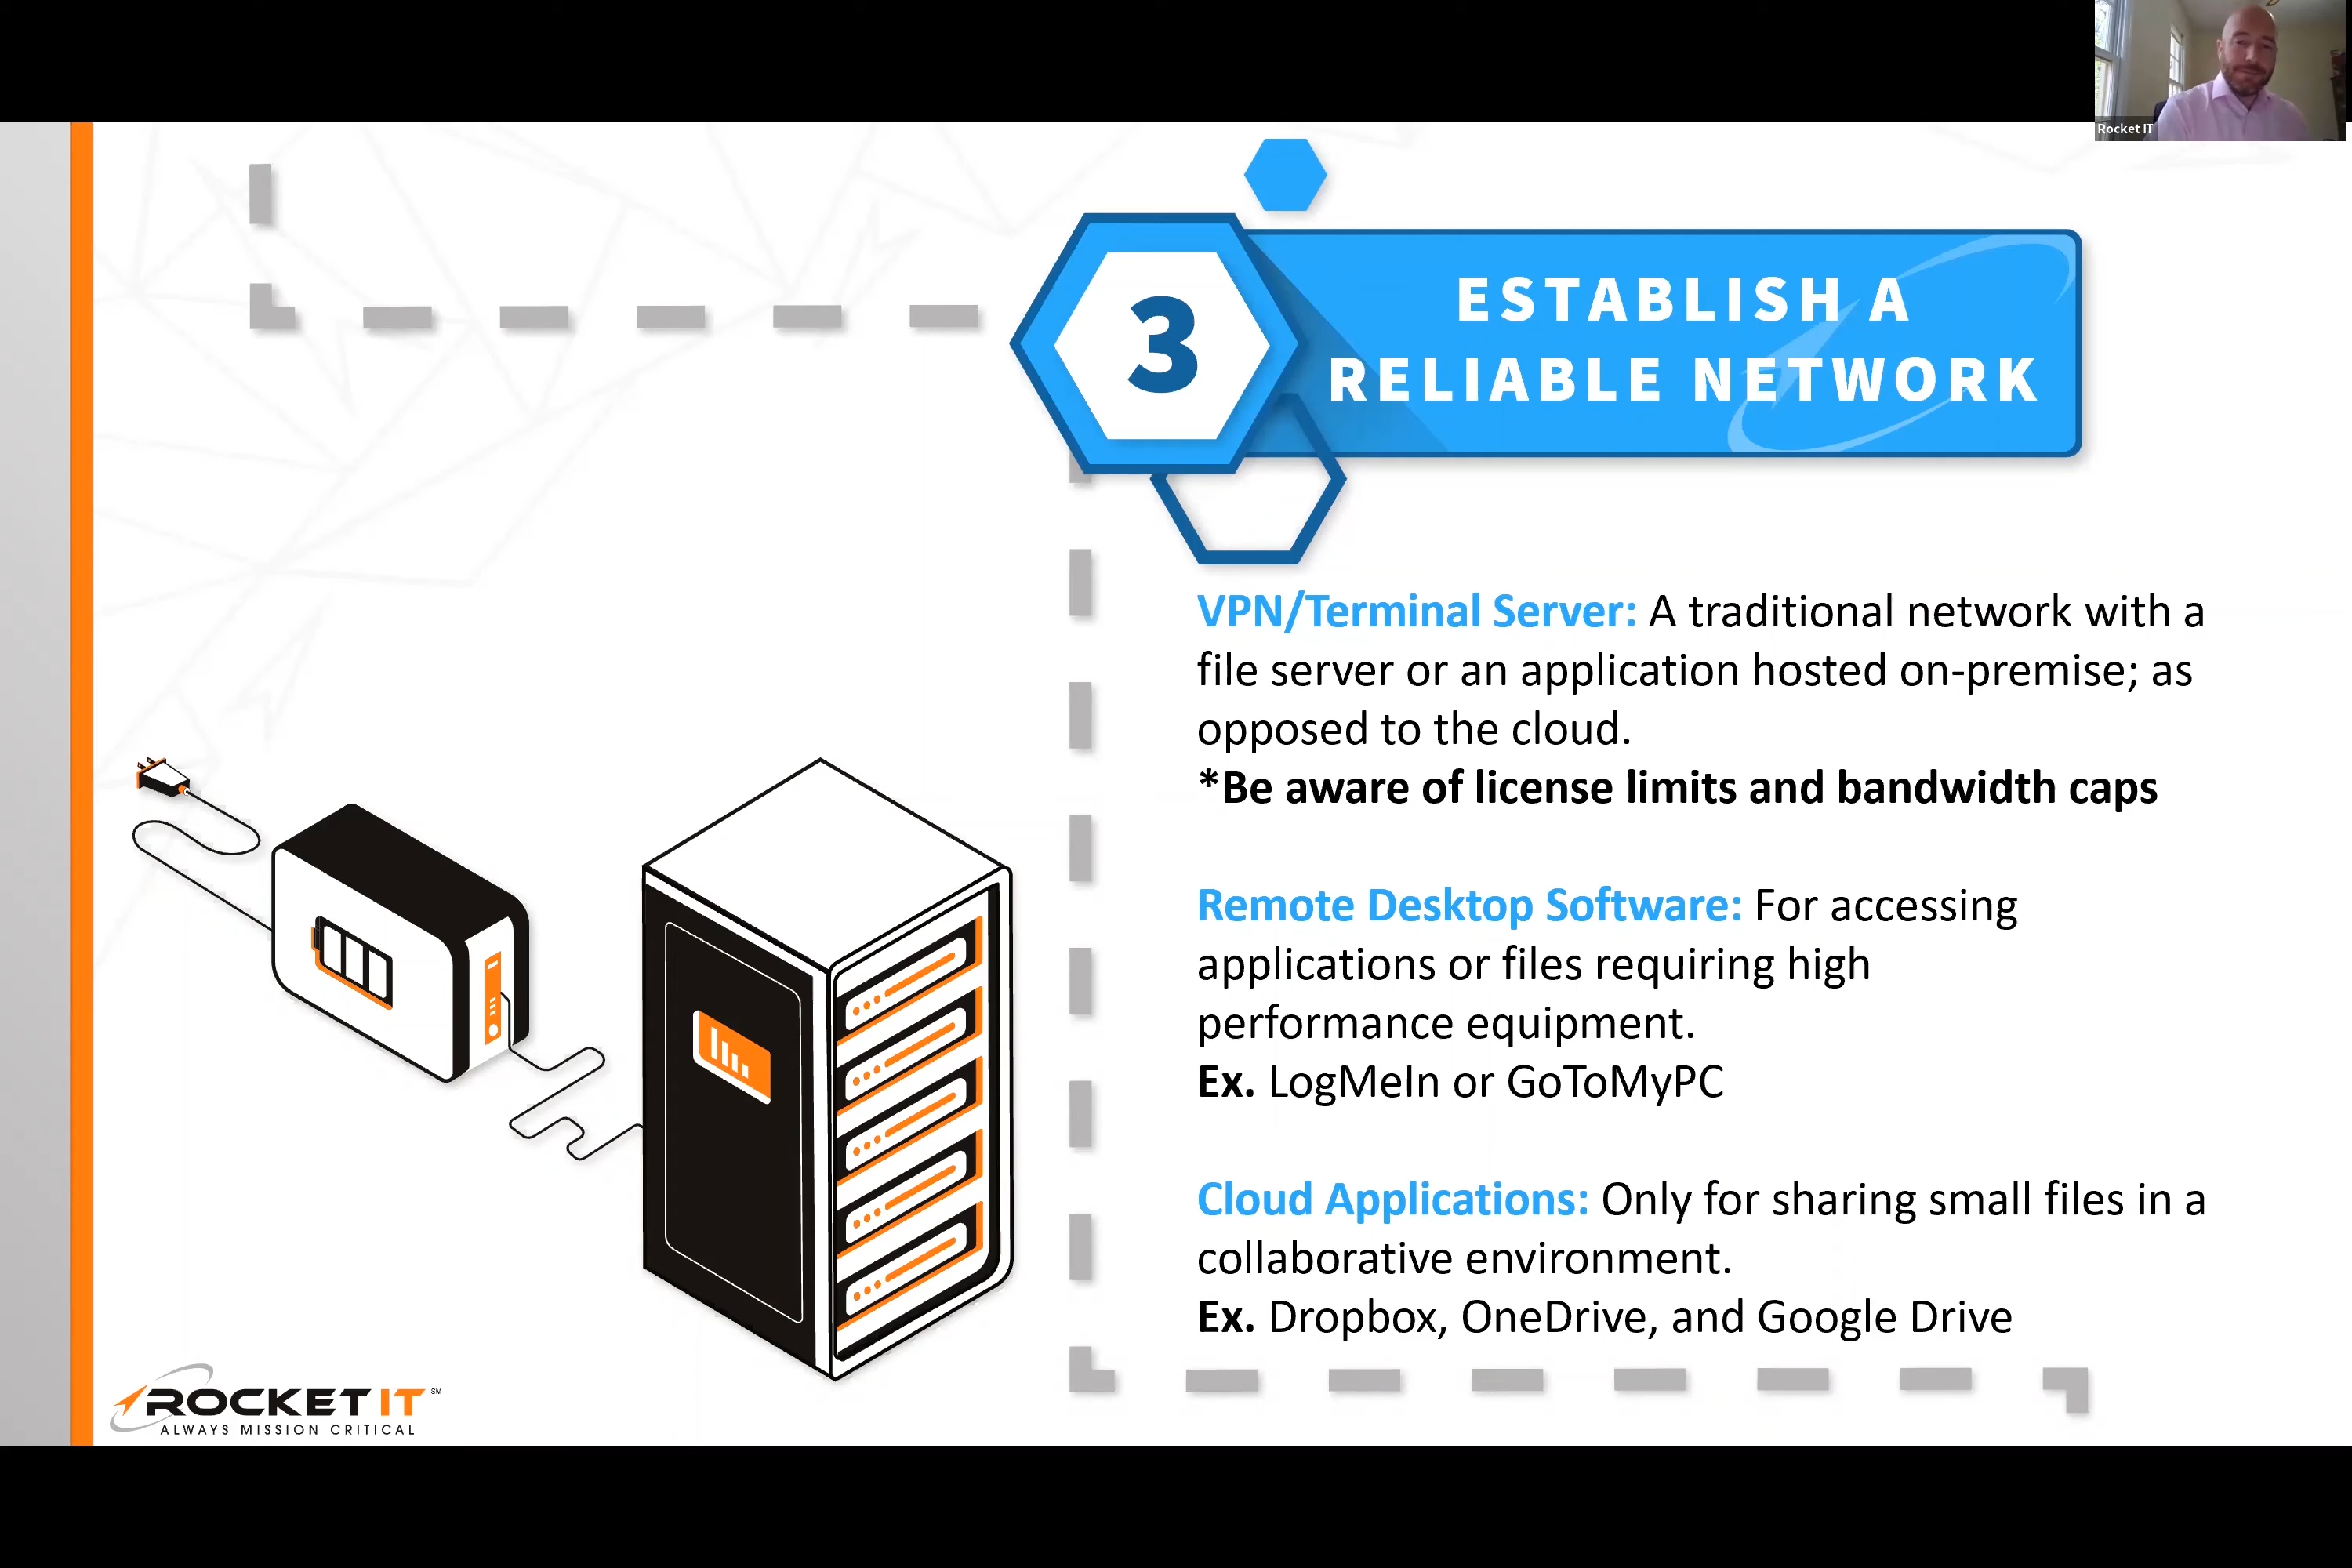 Rocket IT
3
ESTABLISH A
RELIABLE NETWORK
VPN/Terminal Server: A traditional network with a
file server or an application hosted on-premise; as
opposed to the cloud.
*Be aware of license limits and bandwidth caps
Remote Desktop Software: For accessing
applications or files requiring high
performance equipment.
Ex. LogMeIn or GoToMyPC
Cloud Applications: Only for sharing small files in a
collaborative environment.
Ex. Dropbox, OneDrive, and Google Drive
ROCKET IT SM
ALWAYS MISSION CRITICAL